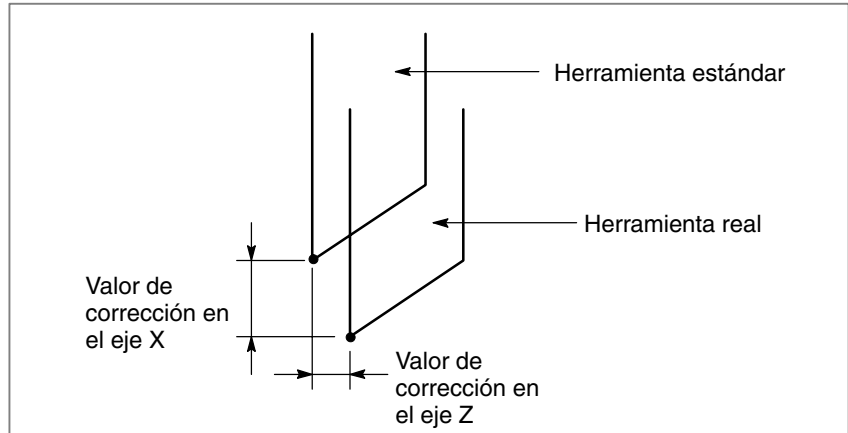 Herramienta estándar
Herramienta real
Valor de
corrección en
el eje X
Valor de
corrección en
el eje Z